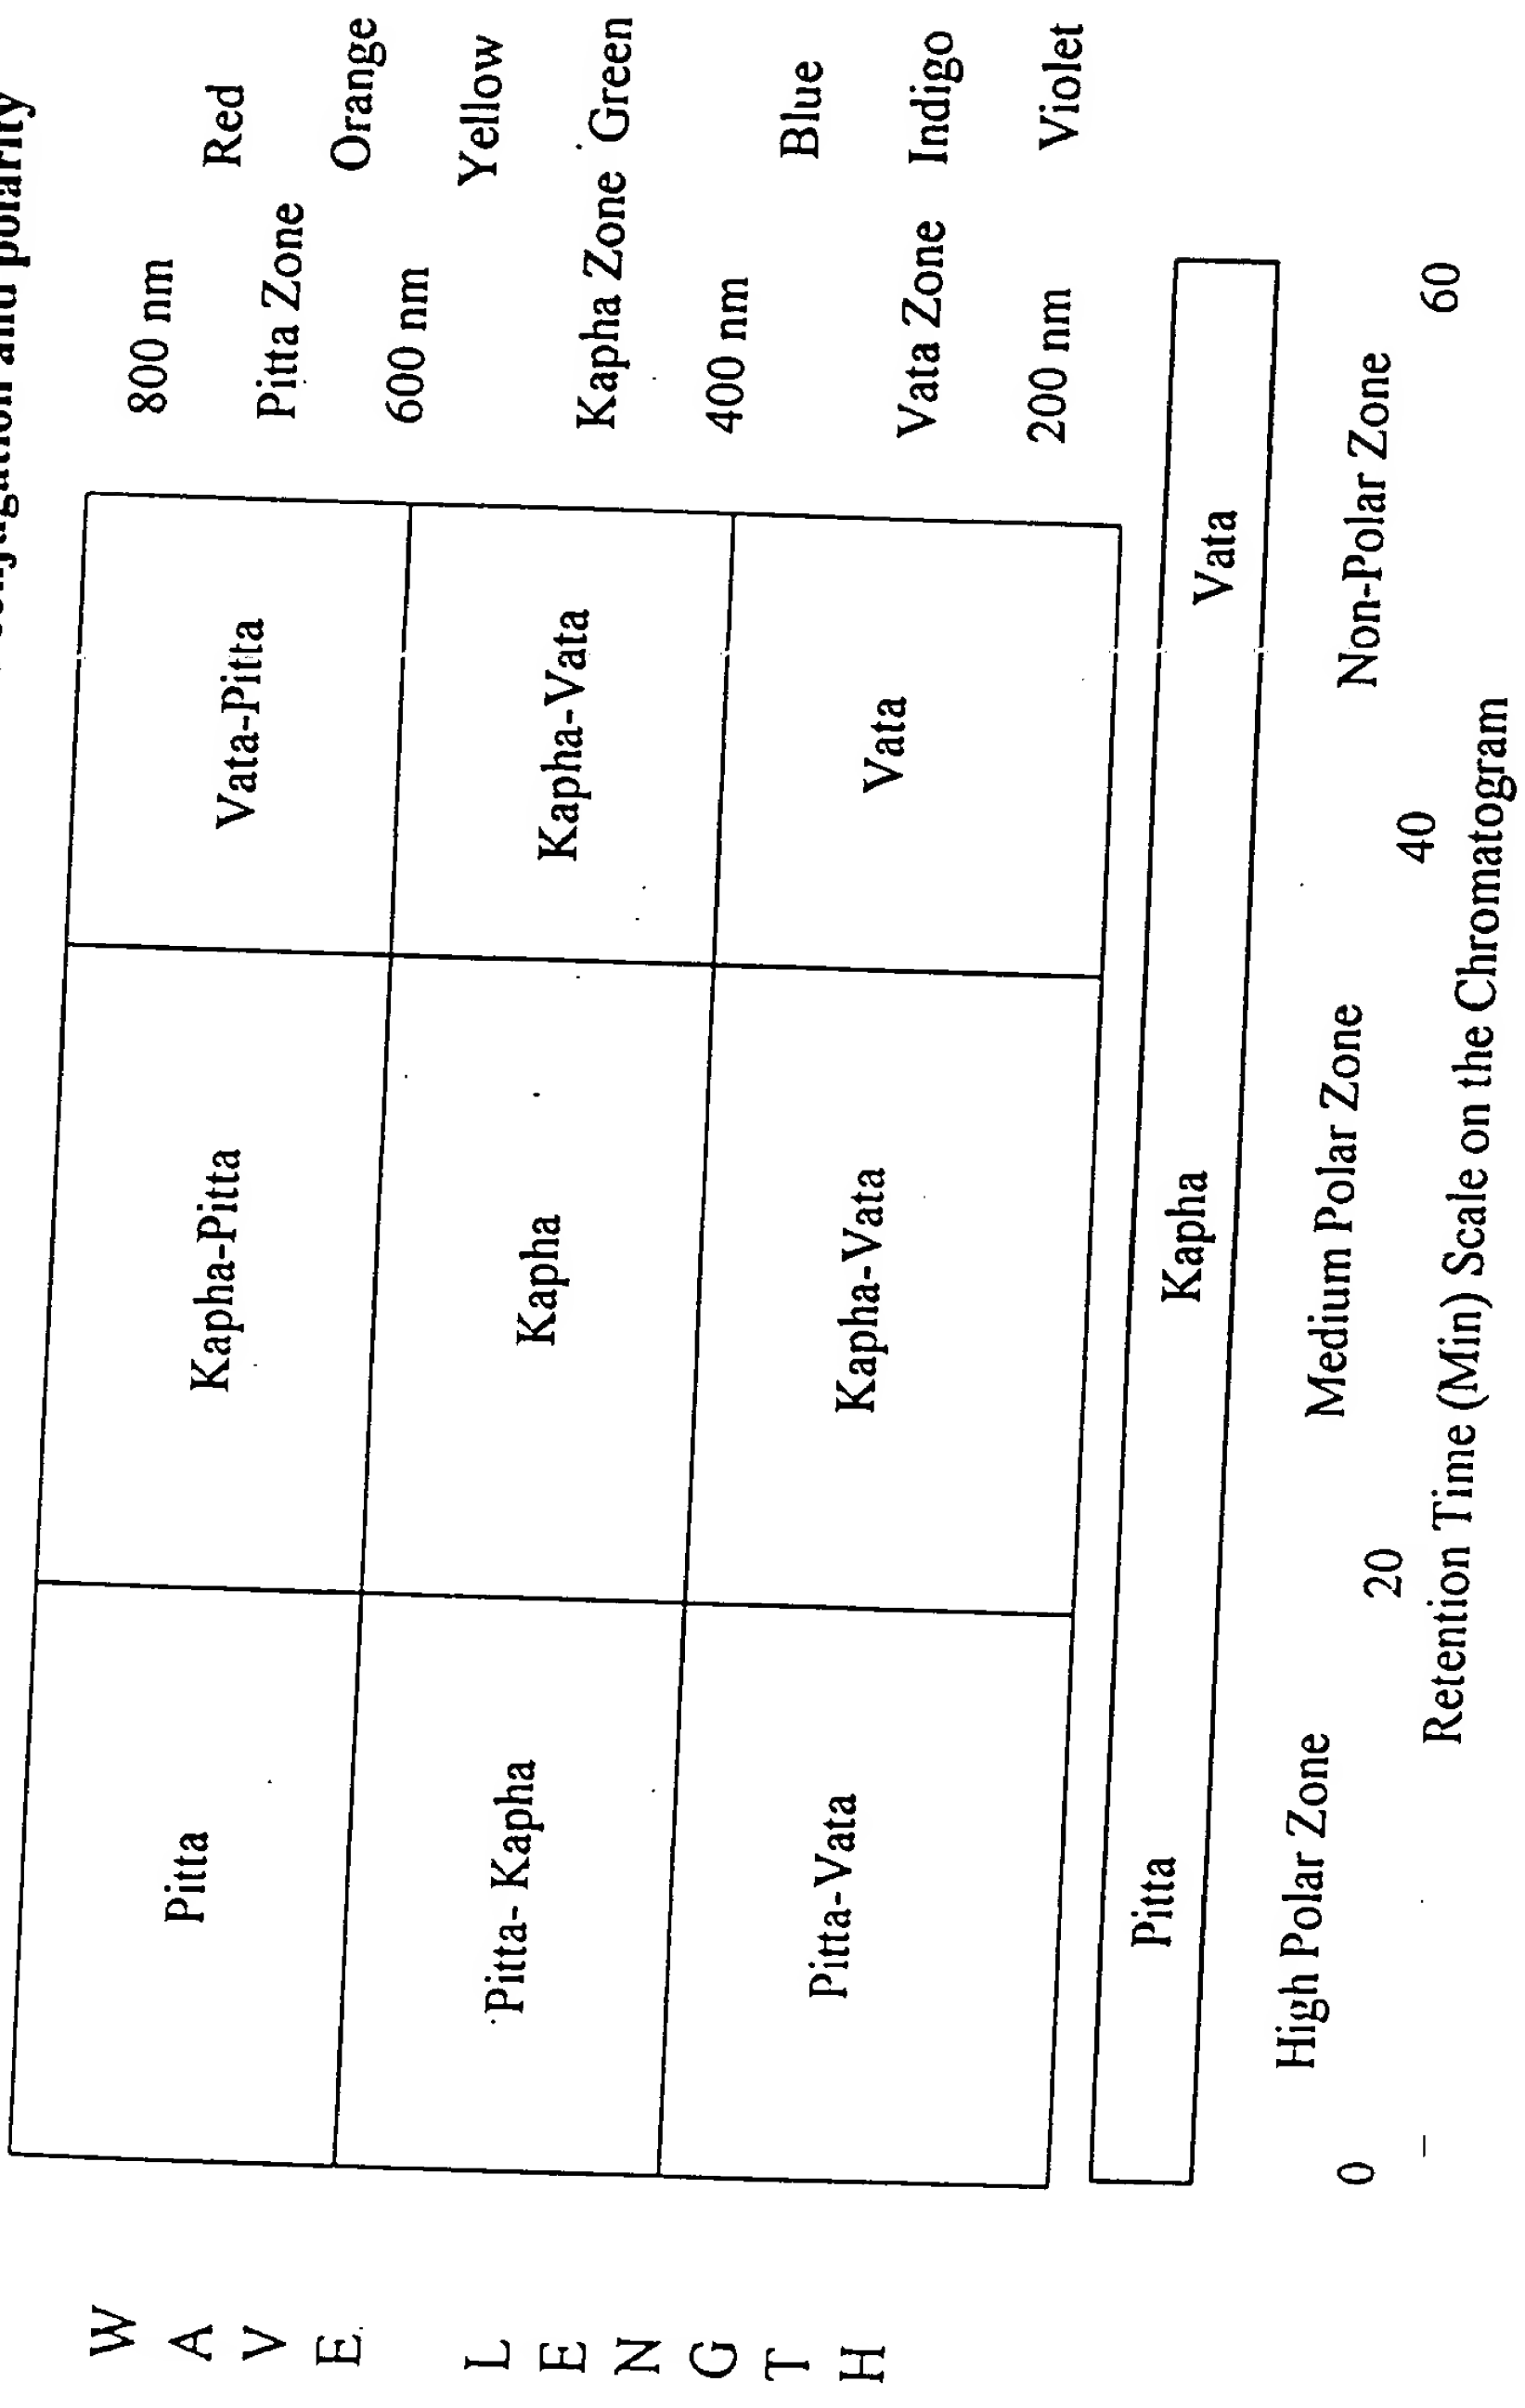 conjugation and polarity
W
A
V
E
L
E
N
G
T
H
Pitta Kapha-Pitta Vata-Pitta 800 nm
Red
Pitta Zone
Orange
600 nm
Yellow
Pitta- Kapha Kapha Kapha-Vata Kapha Zone Green
400 nm
Blue
Pitta-Vata Kapha-Vata Vata Vata Zone Indigo
200 nm Violet
Pitta Kapha Vata
High Polar Zone Medium Polar Zone Non-Polar Zone
0 20 40 60
Retention Time (Min) Scale on the Chromatogram